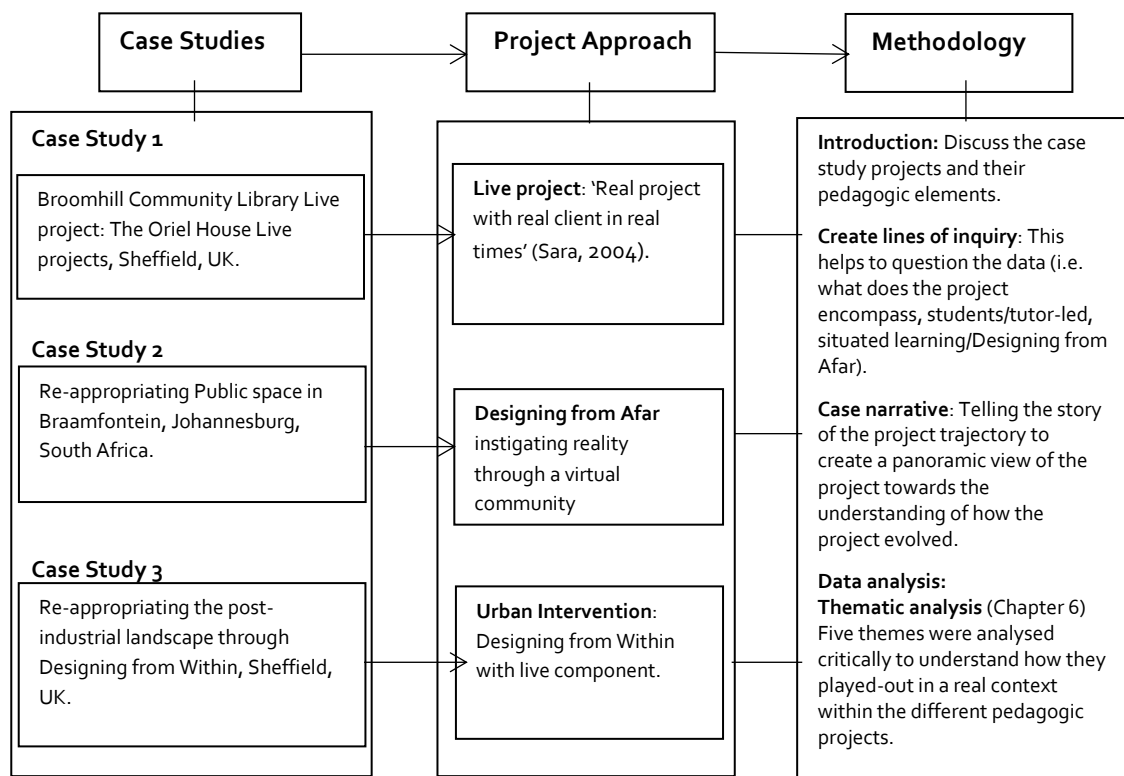 Case Studies
Project Approach
Methodology
Case Study 1
Broomhill Community Library Live
project: The Oriel House Live
projects, Sheffield, UK.
Case Study 2
Re-appropriating Public space in
Braamfontein, Johannesburg,
South Africa.
Case Study 3
Re-appropriating the post-
industrial landscape through
Designing from Within, Sheffield,
UK.
Live project: ‘Real project
with real client in real
times’ (Sara, 2004).
Designing from Afar
instigating reality
through a virtual
community
Urban Intervention:
Designing from Within
with live component.
Introduction: Discuss the case
study projects and their
pedagogic elements.
Create lines of inquiry: This
helps to question the data (i.e.
what does the project
encompass, students/tutor-led,
situated learning/Designing from
Afar).
Case narrative: Telling the story
of the project trajectory to
create a panoramic view of the
project towards the
understanding of how the
project evolved.
Data analysis:
Thematic analysis (Chapter 6)
Five themes were analysed
critically to understand how they
played-out in a real context
within the different pedagogic
projects.